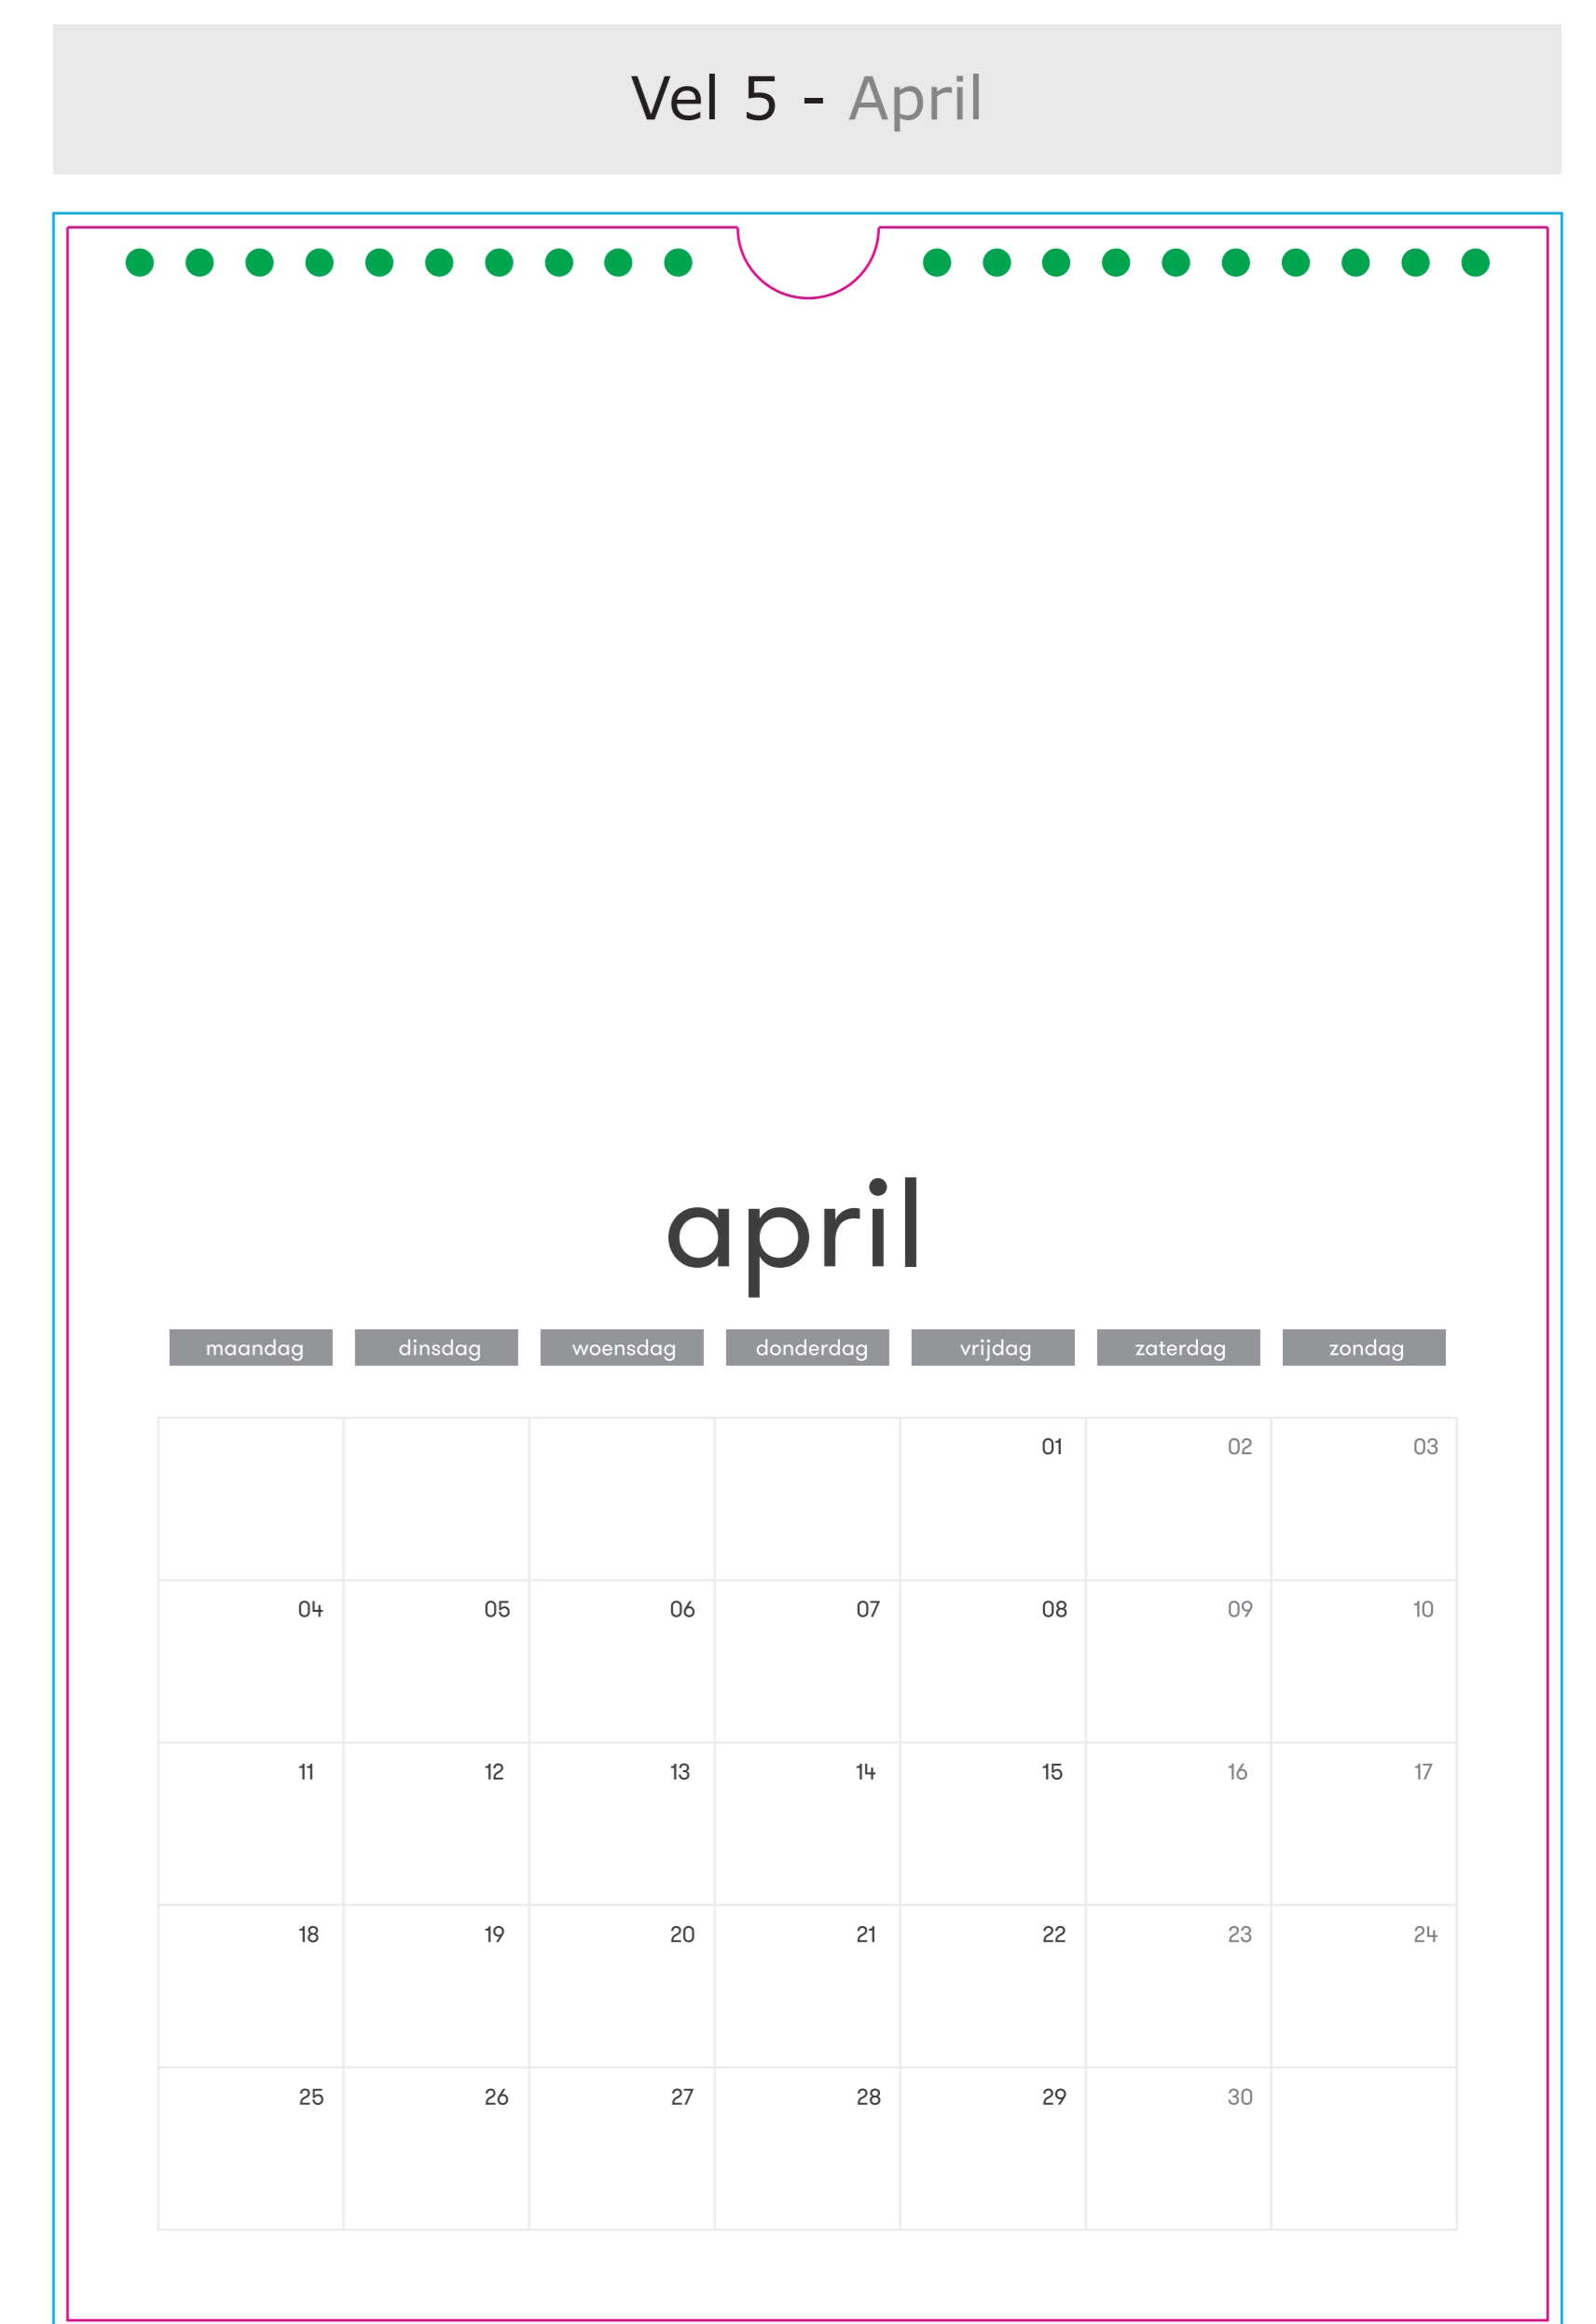 Vel 5 - April
april
maandag dinsdag woensdag donderdag vrijdag zaterdag zondag
01 02 03
04 05 06 07 08 09 10
11 12 13 14 15 16 17
18 19 20 21 22 23 24
25 26 27 28 29 30